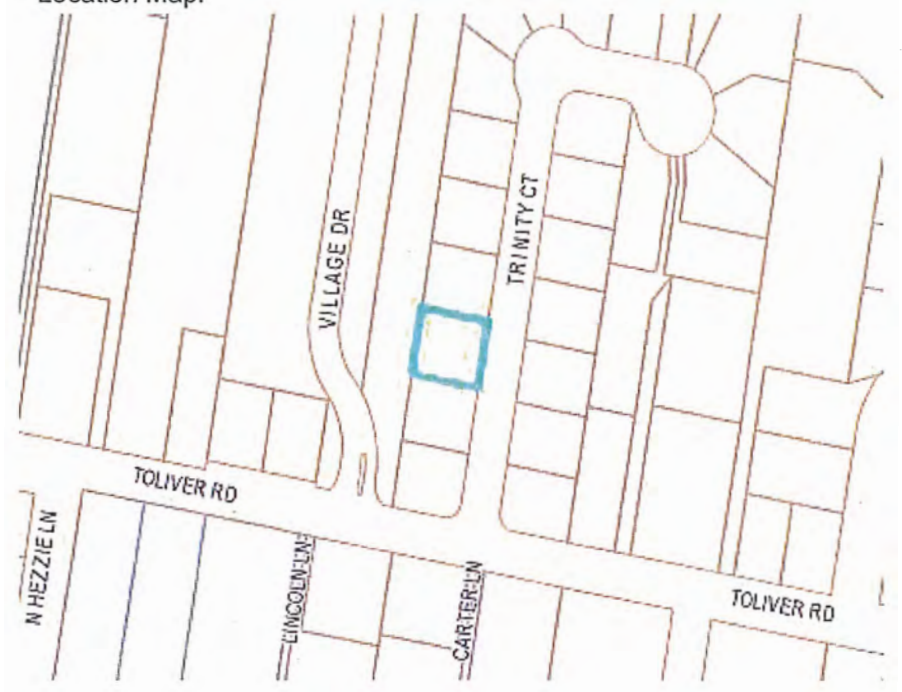 Location Map:
VILLAGE DR
TRINITY CT
TOLIVER RD
N HEZZIE LN
LINCOLN LN
CARTER LN
TOLIVER RD